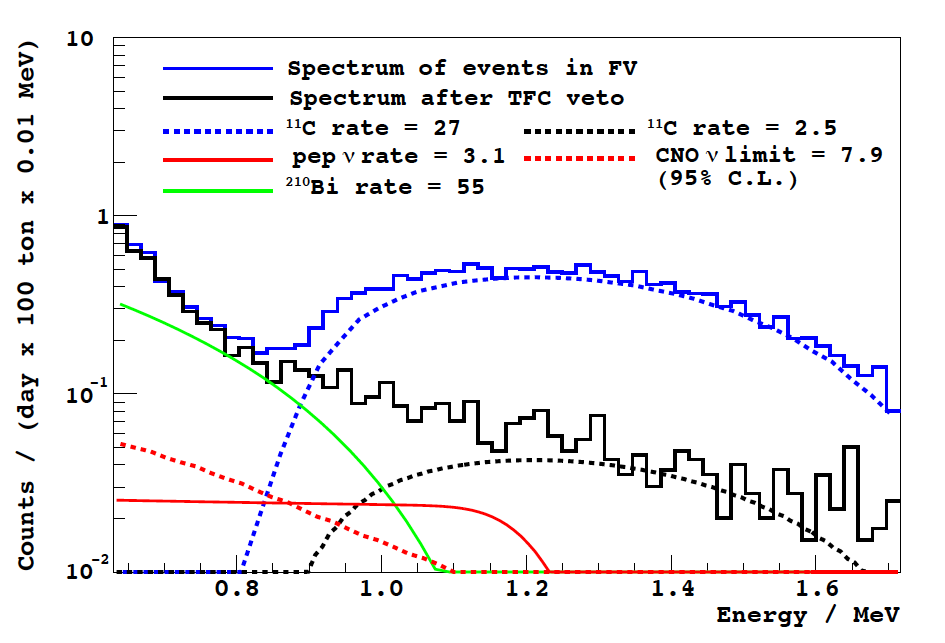 10
1
10⁻¹
10⁻²
Counts / (day x 100 ton x 0.01 MeV)
Spectrum of events in FV
Spectrum after TFC veto
¹¹C rate = 27
¹¹C rate = 2.5
pep ν rate = 3.1
CNO ν limit = 7.9
(95% C.L.)
²¹⁰Bi rate = 55
0.8 1.0 1.2 1.4 1.6
Energy / MeV